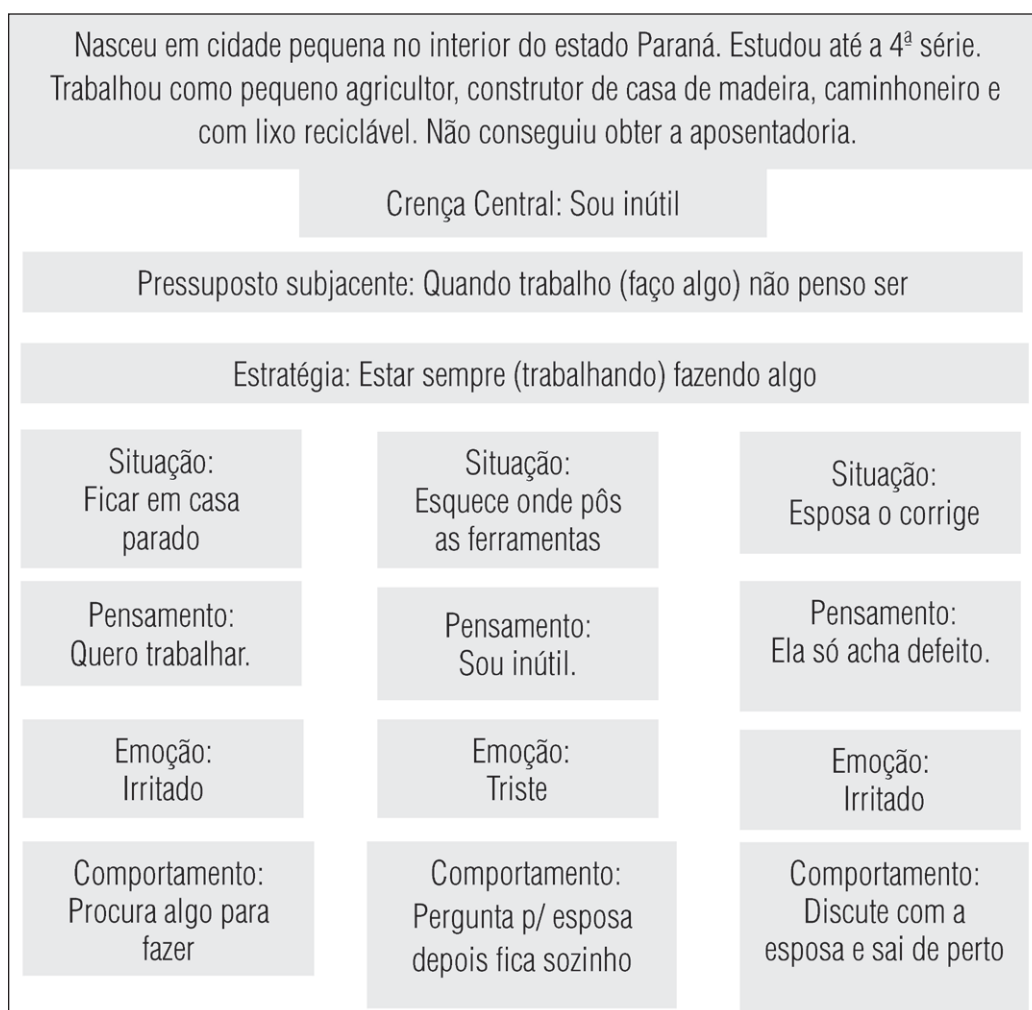 Nasceu em cidade pequena no interior do estado Paraná. Estudou até a 4ª série.
Trabalhou como pequeno agricultor, construtor de casa de madeira, caminhoneiro e
com lixo reciclável. Não conseguiu obter a aposentadoria.
Crença Central: Sou inútil
Pressuposto subjacente: Quando trabalho (faço algo) não penso ser
Estratégia: Estar sempre (trabalhando) fazendo algo
Situação:
Ficar em casa
parado
Situação:
Esquece onde pôs
as ferramentas
Situação:
Esposa o corrige
Pensamento:
Quero trabalhar.
Pensamento:
Sou inútil.
Pensamento:
Ela só acha defeito.
Emoção:
Irritado
Emoção:
Triste
Emoção:
Irritado
Comportamento:
Procura algo para
fazer
Comportamento:
Pergunta p/ esposa
depois fica sozinho
Comportamento:
Discute com a
esposa e sai de perto